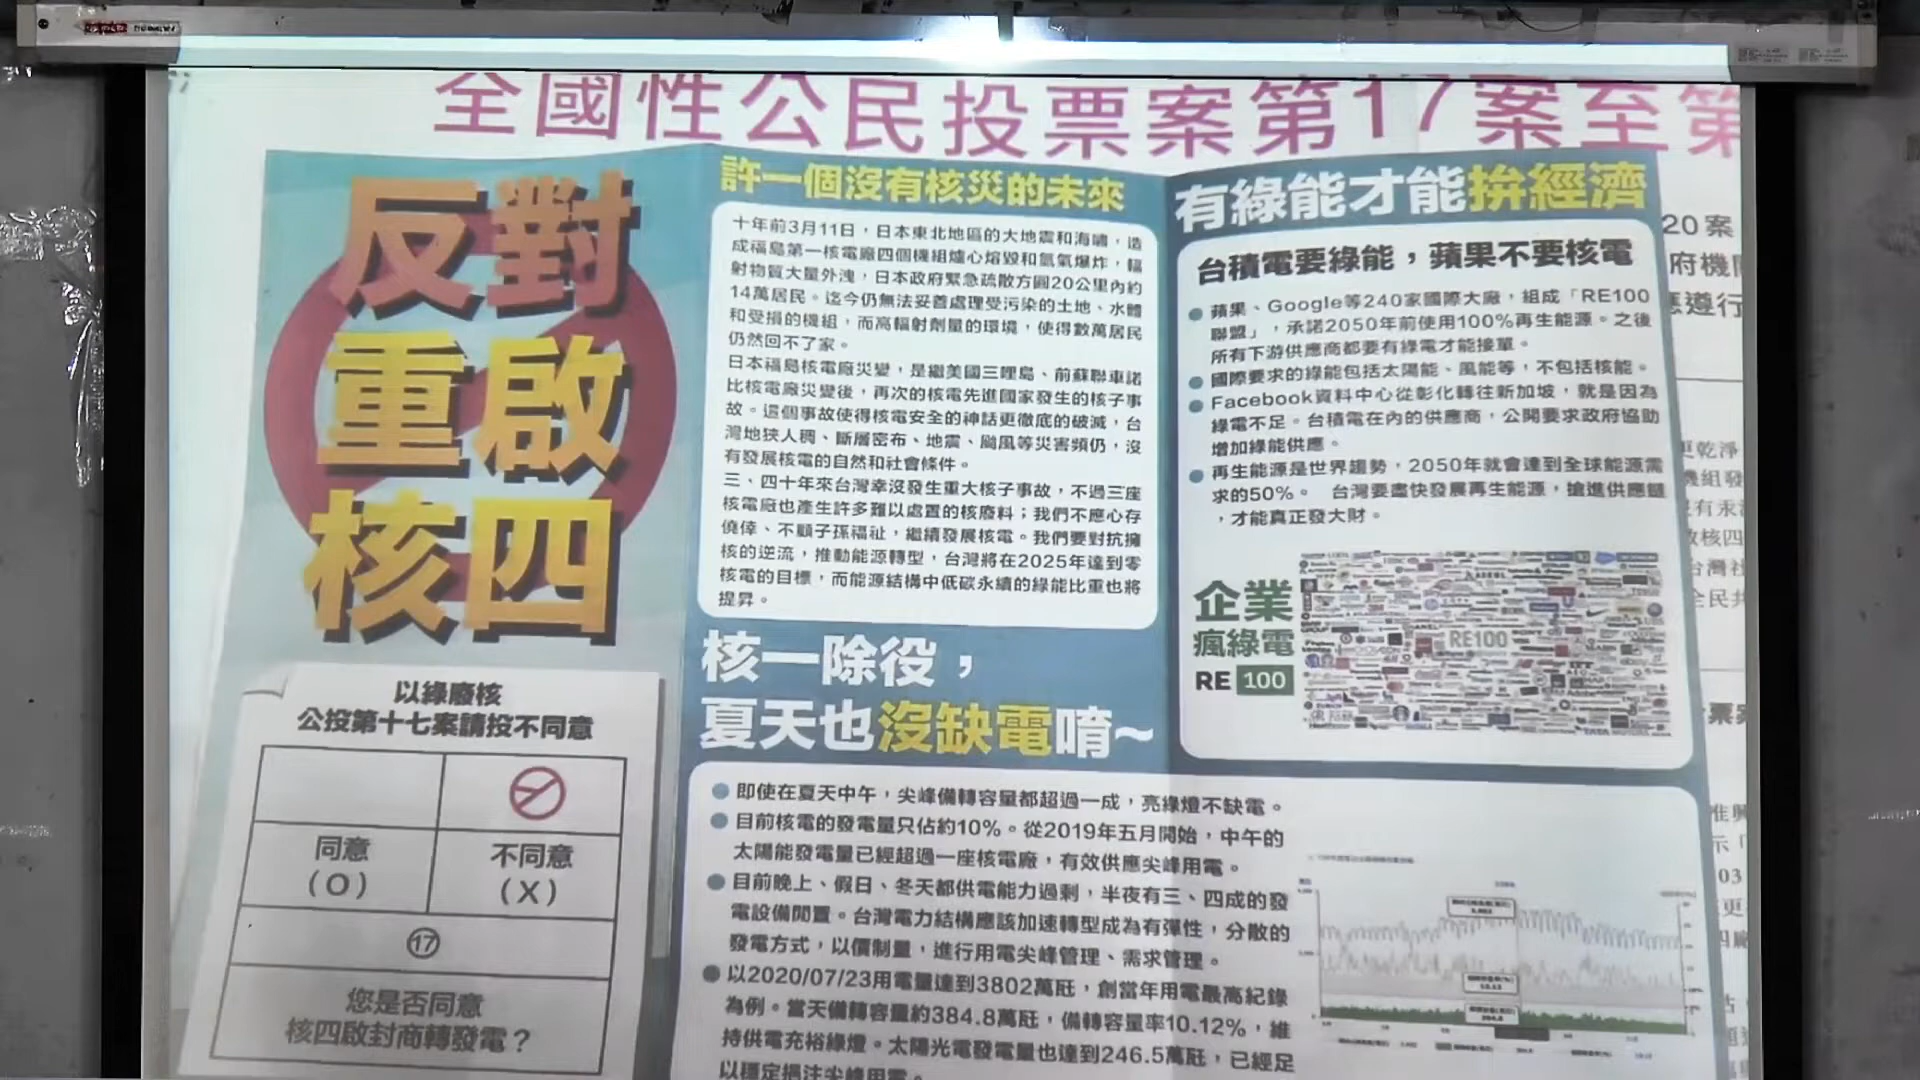 全國性公民投票案第17案至第
反對
重啟
核四
以綠廢核
公投第十七案請投不同意
同意
(O)
不同意
(X)
⑰
您是否同意
核四啟封商轉發電？
許一個沒有核災的未來
十年前3月11日，日本東北地區的大地震和海嘯，造
成福島第一核電廠四個機組爐心熔毀和氫氣爆炸，輻
射物質大量外洩，日本政府緊急疏散方圓20公里內約
14萬居民。迄今仍無法妥善處理受污染的土地、水體
和受損的機組，而高輻射劑量的環境，使得數萬居民
仍然回不了家。
日本福島核電廠災變，是繼美國三哩島、前蘇聯車諾
比核電廠災變後，再次的核電先進國家發生的核子事
故。這個事故使得核電安全的神話更徹底的破滅，台
灣地狹人稠、斷層密布、地震、颱風等災害頻仍，沒
有發展核電的自然和社會條件。
三、四十年來台灣幸沒發生重大核子事故，不過三座
核電廠也產生許多難以處置的核廢料；我們不應心存
僥倖、不顧子孫福祉，繼續發展核電。我們要對抗擁
核的逆流，推動能源轉型，台灣將在2025年達到零
核電的目標，而能源結構中低碳永續的綠能比重也將
提昇。
核一除役，
夏天也沒缺電唷～
即使在夏天中午，尖峰備轉容量都超過一成，亮綠燈不缺電。
目前核電的發電量只佔約10%。從2019年五月開始，中午的
太陽能發電量已經超過一座核電廠，有效供應尖峰用電。
目前晚上、假日、冬天都供電能力過剩，半夜有三、四成的發
電設備閒置。台灣電力結構應該加速轉型成為有彈性，分散的
發電方式，以價制量，進行用電尖峰管理、需求管理。
以2020/07/23用電量達到3802萬瓩，創當年用電最高紀錄
為例。當天備轉容量約384.8萬瓩，備轉容量率10.12%，維
持供電充裕綠燈。太陽光電發電量也達到246.5萬瓩，已經足
以穩定挹注尖峰用電。
有綠能才能拚經濟
台積電要綠能，蘋果不要核電
蘋果、Google等240家國際大廠，組成「RE100
聯盟」，承諾2050年前使用100%再生能源。之後
所有下游供應商都要有綠電才能接單。
國際要求的綠能包括太陽能、風能等，不包括核能。
Facebook資料中心從彰化轉往新加坡，就是因為
綠電不足。台積電在內的供應商，公開要求政府協助
增加綠能供應。
再生能源是世界趨勢，2050年就會達到全球能源需
求的50%。 台灣要盡快發展再生能源，搶進供應鏈
，才能真正發大財。
企業
瘋綠電
RE 100
RE100
20案
府機
應遵行
更乾淨
機組發
核四
台灣社
全民
票案
更